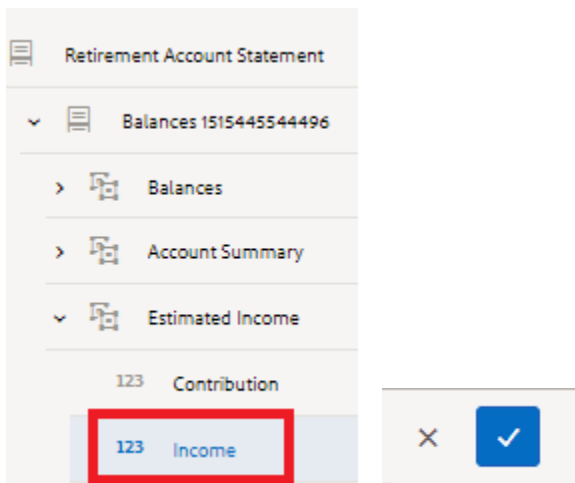 Retirement Account Statement
Balances 1515445544496
Balances
Account Summary
Estimated Income
123 Contribution
123 Income